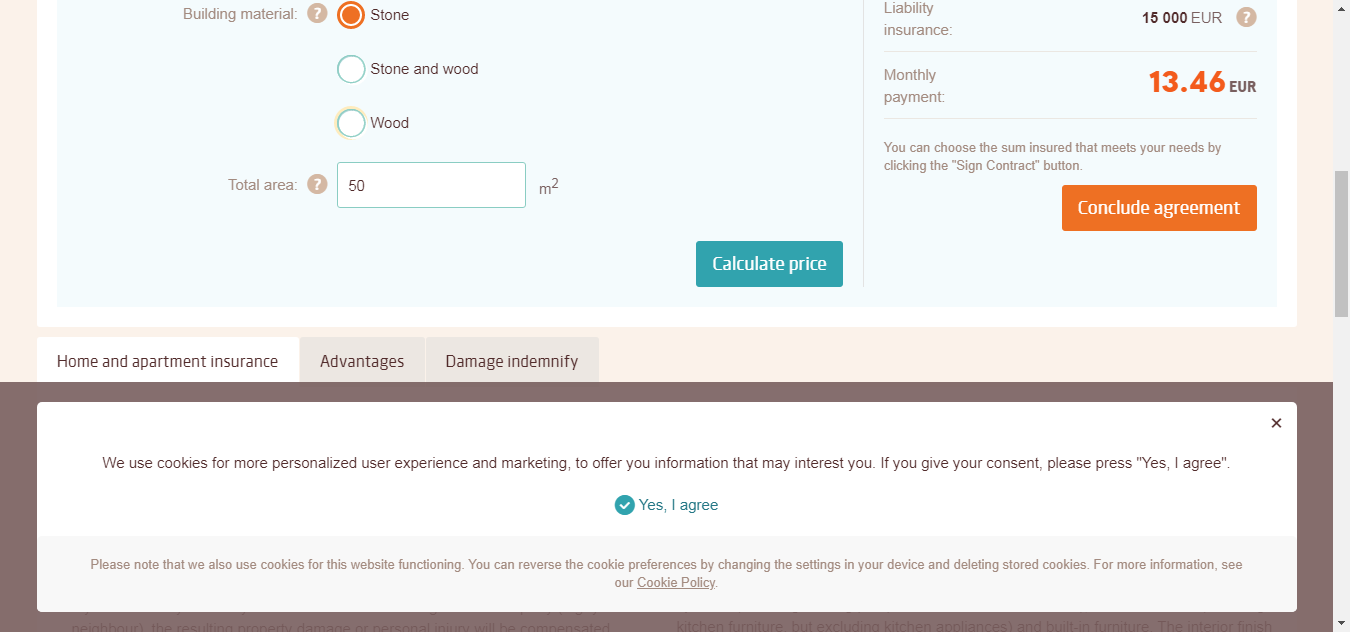 Building material: ? Stone
Stone and wood
Wood
Total area: ? 50 m2
Calculate price
Liability
insurance:
15 000 EUR ?
Monthly
payment:
13.46 EUR
You can choose the sum insured that meets your needs by
clicking the "Sign Contract" button.
Conclude agreement
Home and apartment insurance
Advantages
Damage indemnify
We use cookies for more personalized user experience and marketing, to offer you information that may interest you. If you give your consent, please press "Yes, I agree".
Yes, I agree
Please note that we also use cookies for this website functioning. You can reverse the cookie preferences by changing the settings in your device and deleting stored cookies. For more information, see
our Cookie Policy.
neighbour), the resulting property damage or personal injury will be compensated
kitchen furniture, but excluding kitchen appliances) and built-in furniture. The interior finish